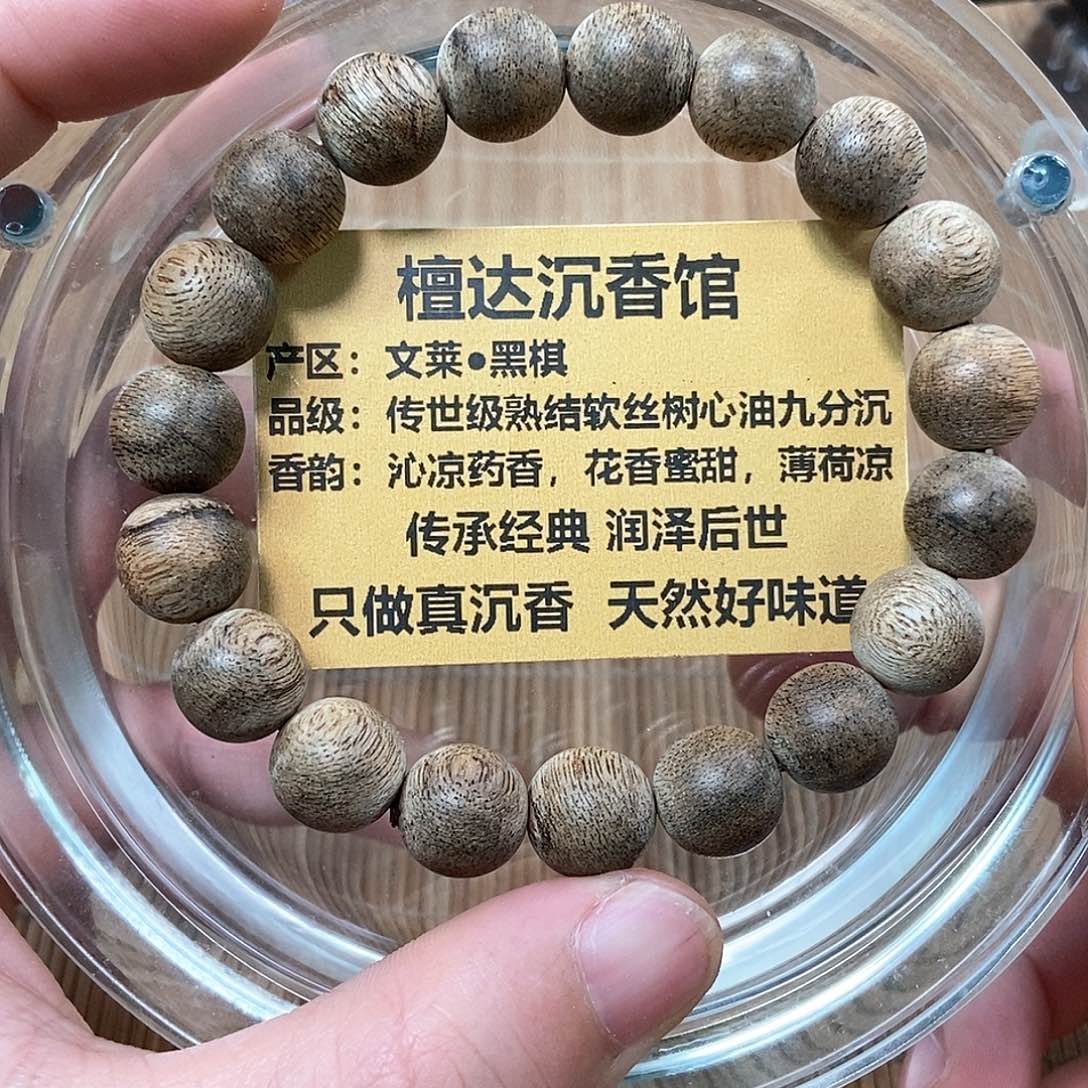 檀达沉香馆
产区：文莱●黑棋
品级：传世级熟结软丝树心油九分沉
香韵：沁凉药香，花香蜜甜，薄荷凉
传承经典 润泽后世
只做真沉香 天然好味道